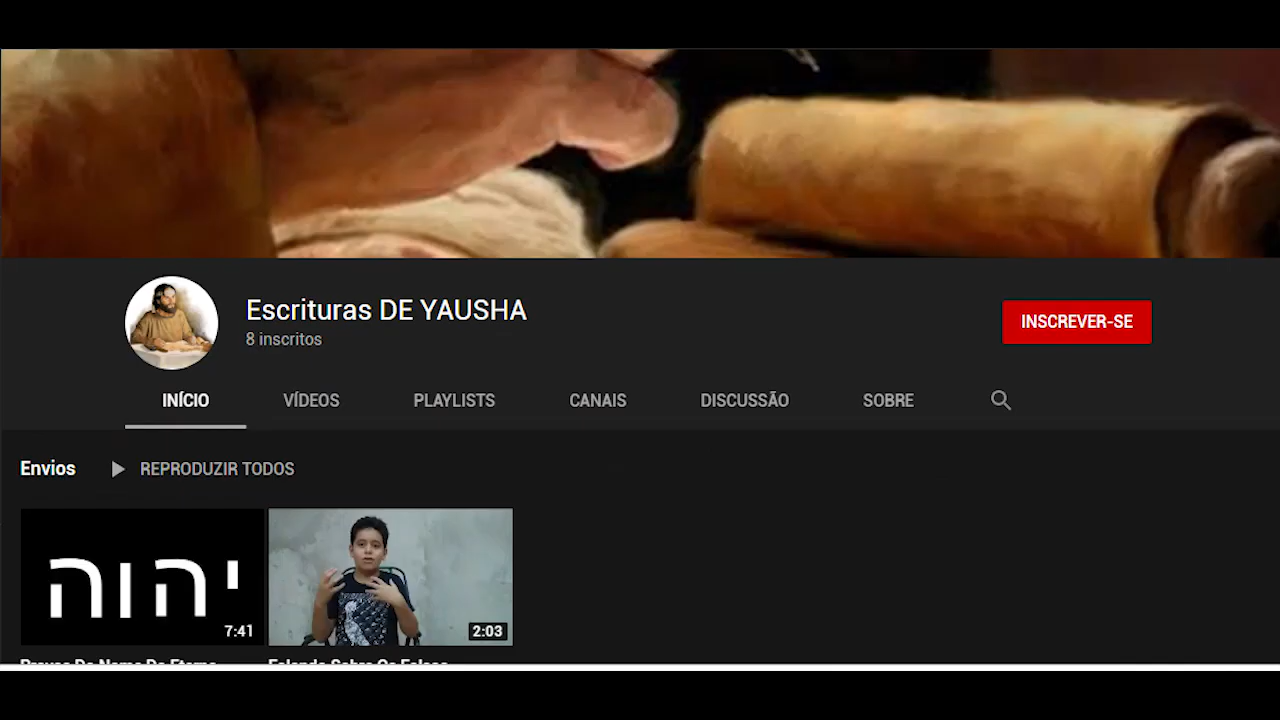 Escrituras DE YAUSHA
8 inscritos
INSCREVER-SE
INÍCIO
VÍDEOS
PLAYLISTS
CANAIS
DISCUSSÃO
SOBRE
Envios
REPRODUZIR TODOS
יהוה
7:41
2:03